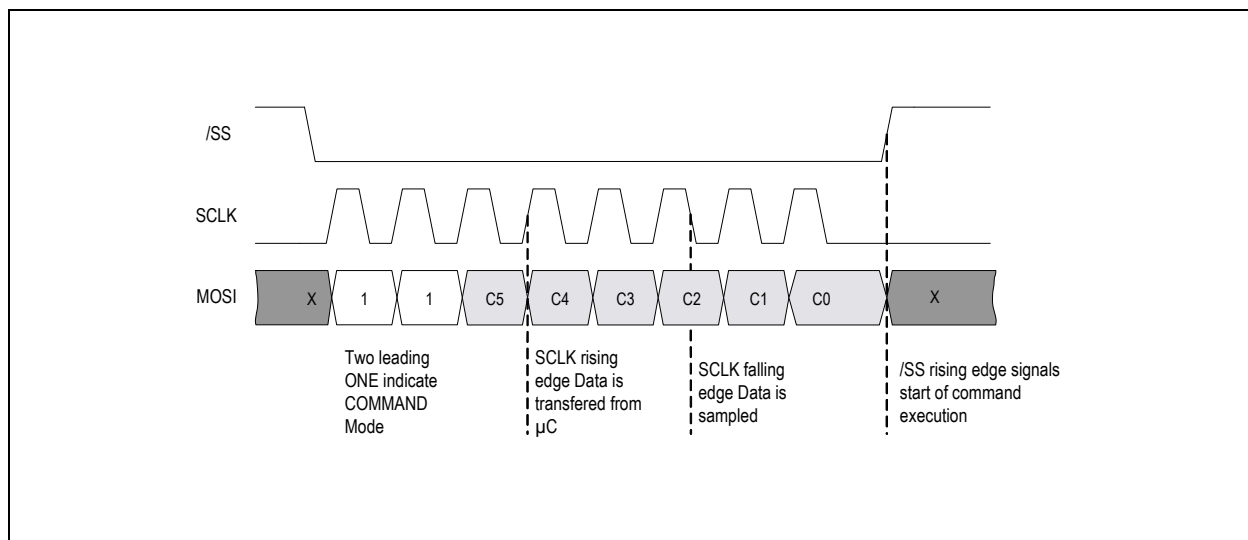 /SS
SCLK
MOSI X 1 1 C5 C4 C3 C2 C1 C0 X
Two leading
ONE indicate
COMMAND
Mode
SCLK rising
edge Data is
transfered from
µC
SCLK falling
edge Data is
sampled
/SS rising edge signals
start of command
execution